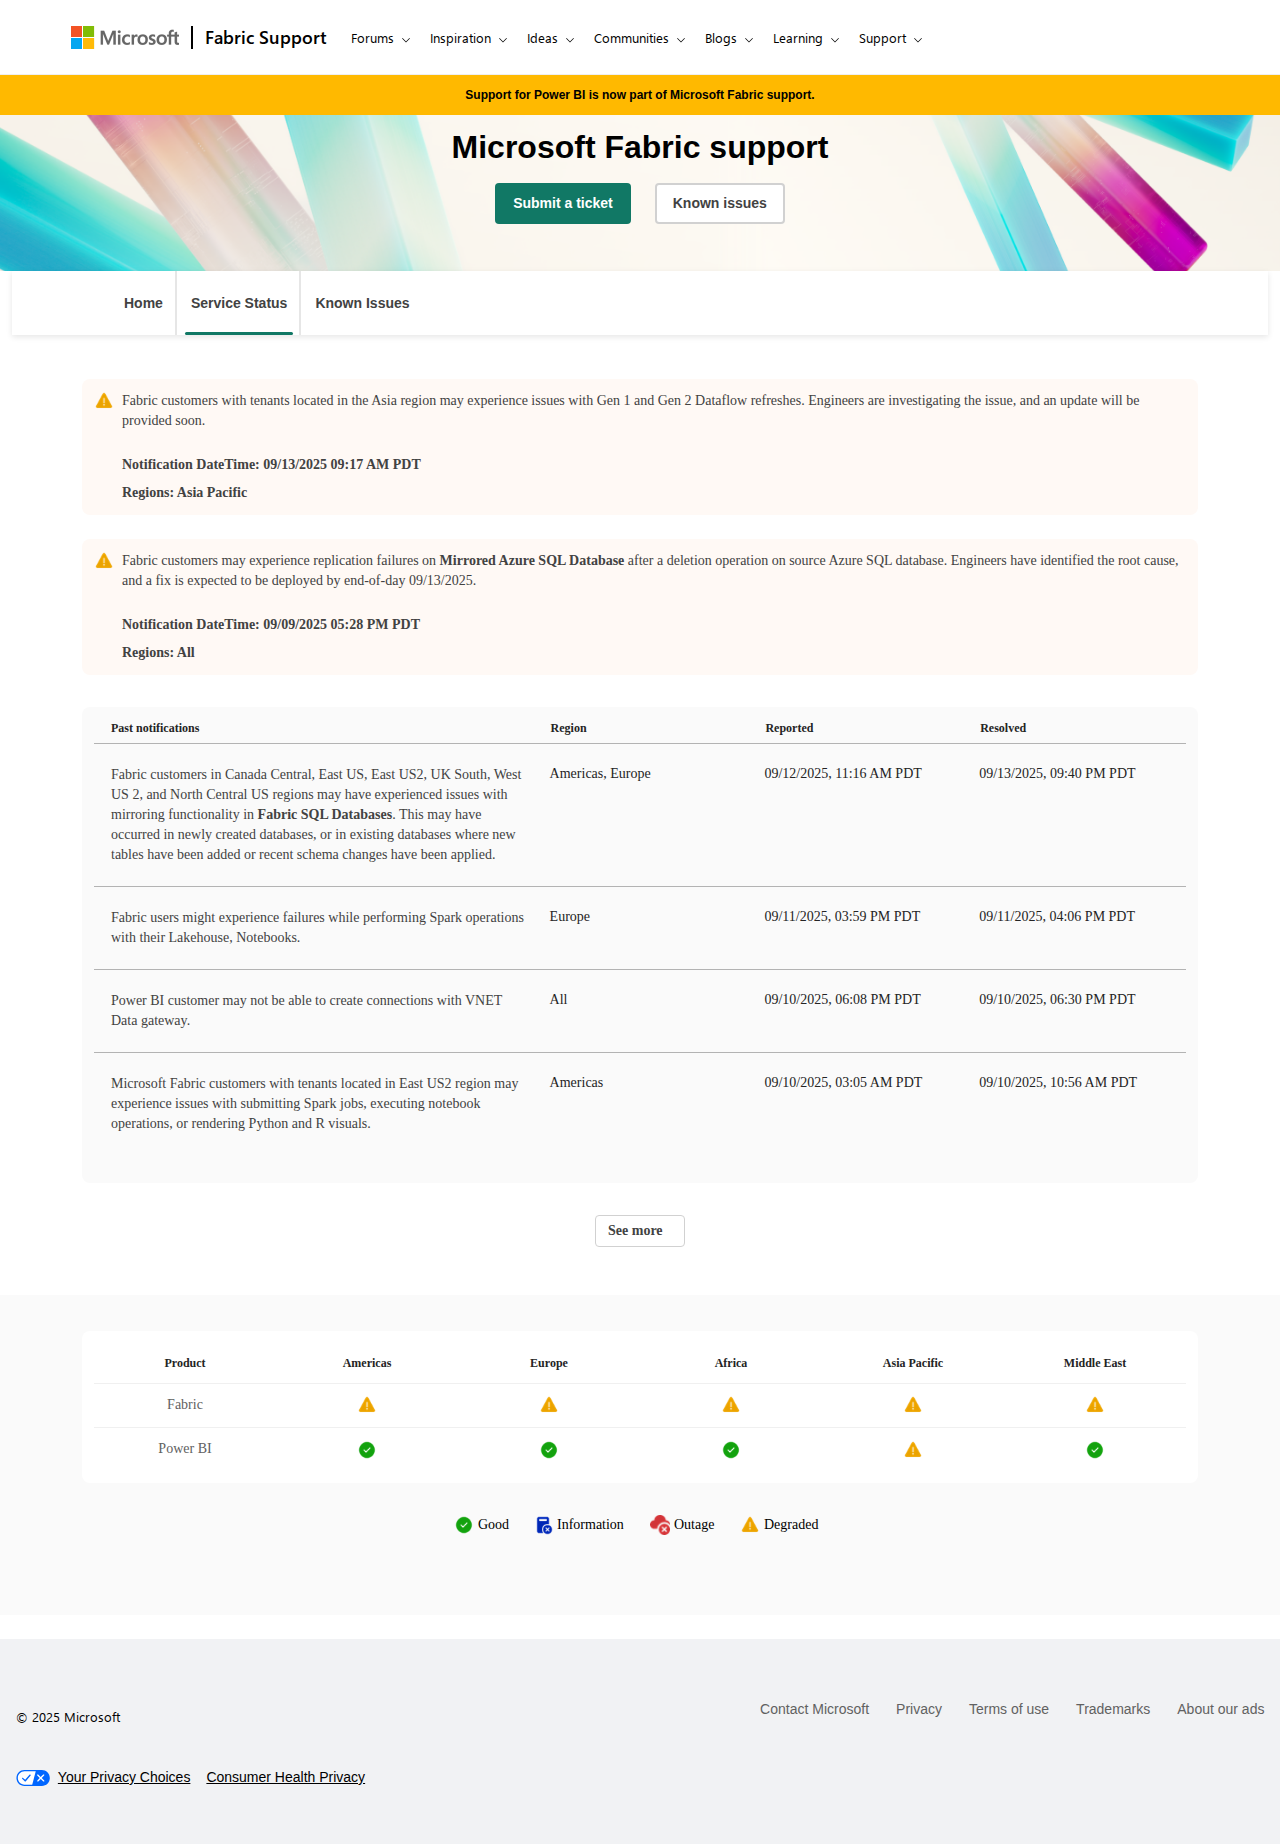 Microsoft | Fabric Support Forums Inspiration Ideas Communities Blogs Learning Support
Support for Power BI is now part of Microsoft Fabric support.
Microsoft Fabric support
Submit a ticket Known issues
Home Service Status Known Issues
Fabric customers with tenants located in the Asia region may experience issues with Gen 1 and Gen 2 Dataflow refreshes. Engineers are investigating the issue, and an update will be
provided soon.
Notification DateTime: 09/13/2025 09:17 AM PDT
Regions: Asia Pacific
Fabric customers may experience replication failures on Mirrored Azure SQL Database after a deletion operation on source Azure SQL database. Engineers have identified the root cause,
and a fix is expected to be deployed by end-of-day 09/13/2025.
Notification DateTime: 09/09/2025 05:28 PM PDT
Regions: All
Past notifications Region Reported Resolved
Fabric customers in Canada Central, East US, East US2, UK South, West Americas, Europe 09/12/2025, 11:16 AM PDT 09/13/2025, 09:40 PM PDT
US 2, and North Central US regions may have experienced issues with
mirroring functionality in Fabric SQL Databases. This may have
occurred in newly created databases, or in existing databases where new
tables have been added or recent schema changes have been applied.
Fabric users might experience failures while performing Spark operations Europe 09/11/2025, 03:59 PM PDT 09/11/2025, 04:06 PM PDT
with their Lakehouse, Notebooks.
Power BI customer may not be able to create connections with VNET All 09/10/2025, 06:08 PM PDT 09/10/2025, 06:30 PM PDT
Data gateway.
Microsoft Fabric customers with tenants located in East US2 region may Americas 09/10/2025, 03:05 AM PDT 09/10/2025, 10:56 AM PDT
experience issues with submitting Spark jobs, executing notebook
operations, or rendering Python and R visuals.
See more
Product Americas Europe Africa Asia Pacific Middle East
Fabric
Power BI
Good Information Outage Degraded
Contact Microsoft Privacy Terms of use Trademarks About our ads
© 2025 Microsoft
Your Privacy Choices Consumer Health Privacy